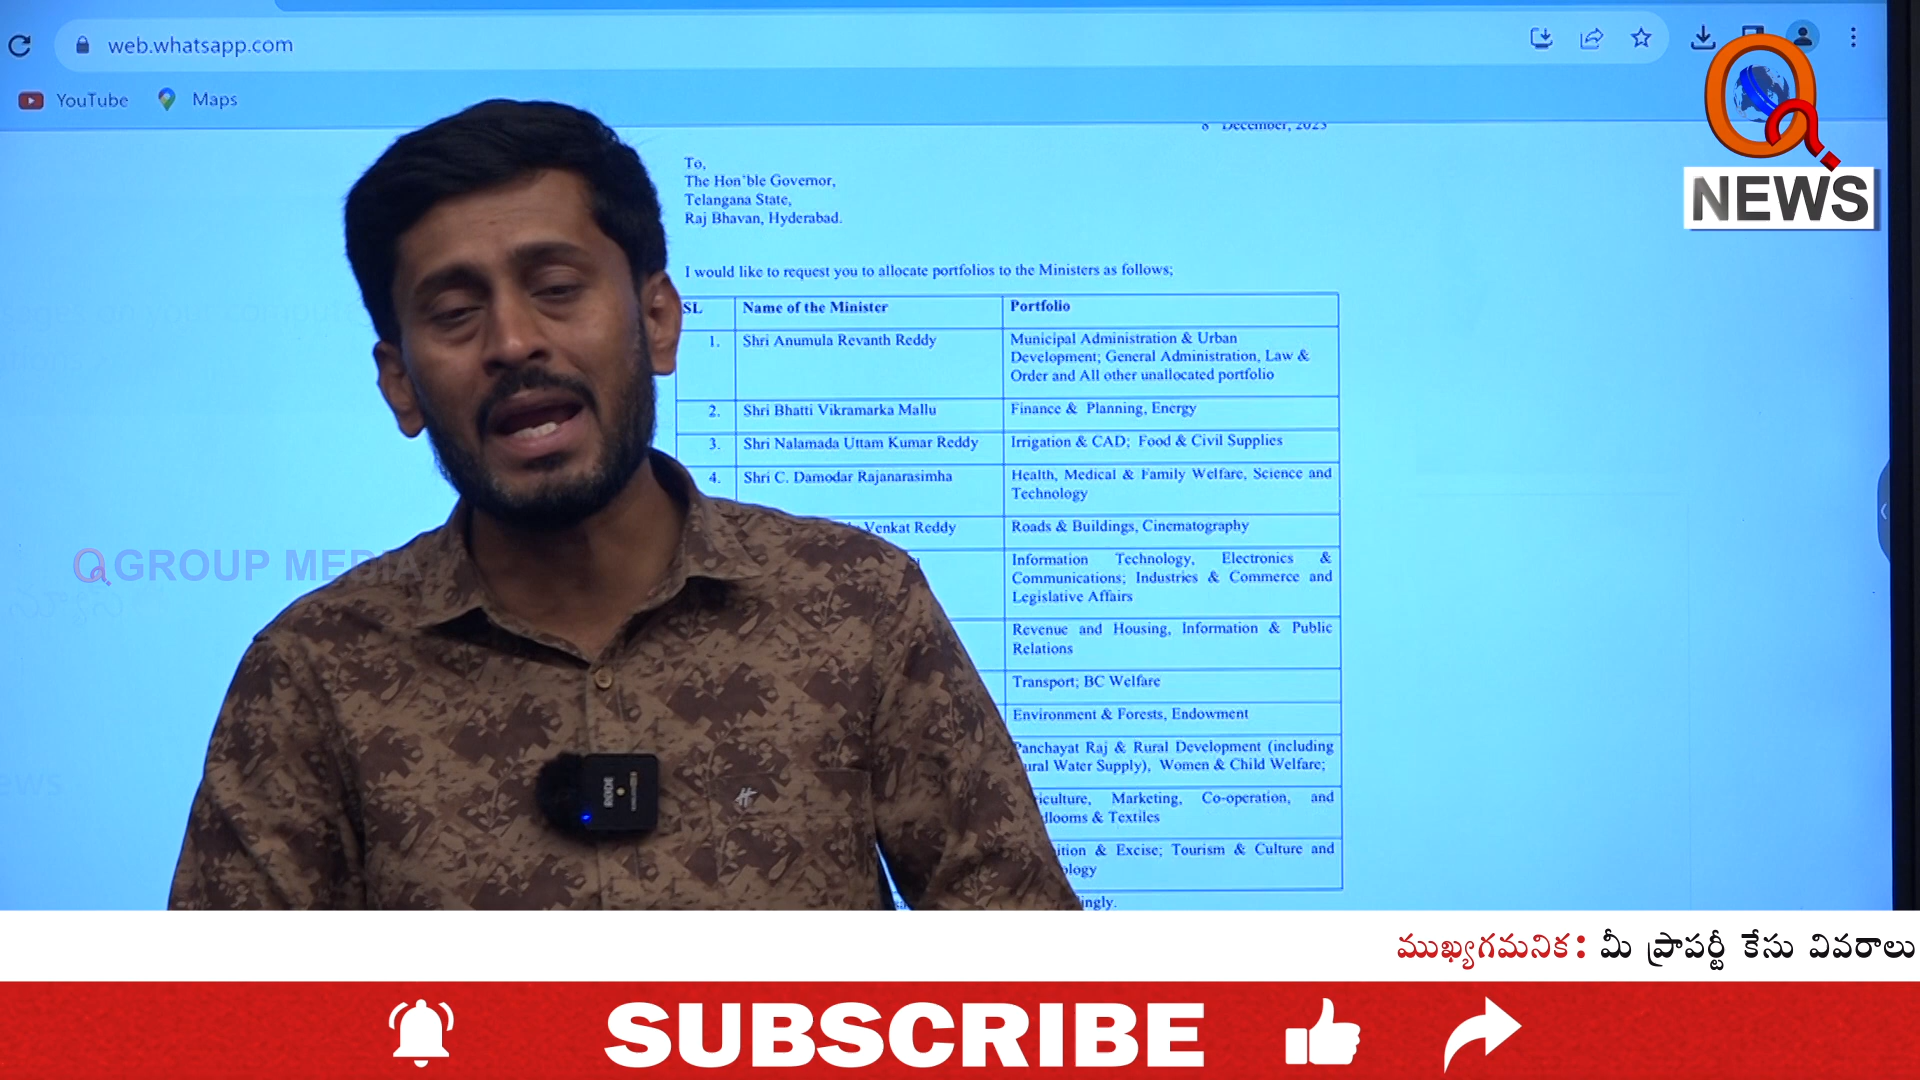 web.whatsapp.com
YouTube
Maps
December, 2023
To,
The Hon'ble Governor,
Telangana State,
Raj Bhavan, Hyderabad.
I would like to request you to allocate portfolios to the Ministers as follows;
SL Name of the Minister Portfolio
1. Shri Anumula Revanth Reddy Municipal Administration & Urban
Development; General Administration, Law &
Order and All other unallocated portfolio
2. Shri Bhatti Vikramarka Mallu Finance & Planning, Energy
3. Shri Nalamada Uttam Kumar Reddy Irrigation & CAD; Food & Civil Supplies
4. Shri C. Damodar Rajanarasimha Health, Medical & Family Welfare, Science and
Technology
Venkat Reddy Roads & Buildings, Cinematography
Information Technology, Electronics &
Communications; Industries & Commerce and
Legislative Affairs
Revenue and Housing, Information & Public
Relations
Transport; BC Welfare
Environment & Forests, Endowment
Panchayat Raj & Rural Development (including
Water Supply), Women & Child Welfare;
Marketing, Co-operation, and
& Textiles
& Excise; Tourism & Culture and
Q NEWS
Q GROUP MEDIA
RODE
ముఖ్యగమనిక: మీ ప్రాపర్టీ కేసు వివరాలు
SUBSCRIBE